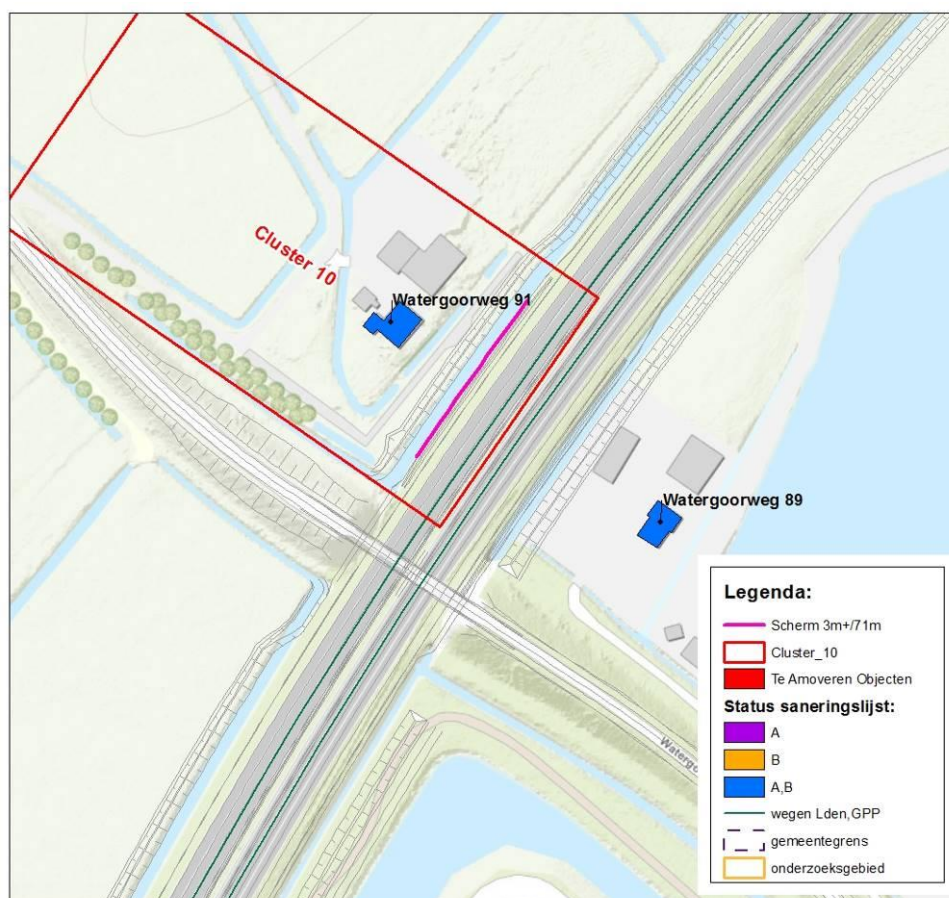 Cluster 10
Watergoorweg 91
Watergoorweg 89
Watergo
Legenda:
Scherm 3m+/71m
Cluster_10
Te Amoveren Objecten
Status saneringslijst:
A
B
A,B
wegen Lden,GPP
gemeentegrens
onderzoeksgebied